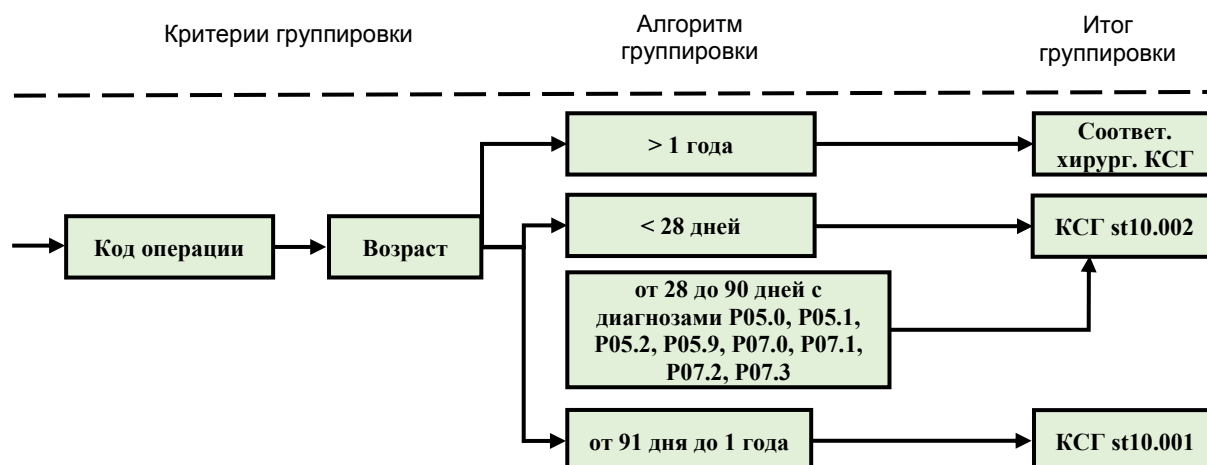 Критерии группировки
Алгоритм
группировки
Итог
группировки
> 1 года
Соответ.
хирург. КСГ
Код операции
Возраст
< 28 дней
КСГ st10.002
от 28 до 90 дней с
диагнозами P05.0, P05.1,
P05.2, P05.9, P07.0, P07.1,
P07.2, P07.3
от 91 дня до 1 года
КСГ st10.001